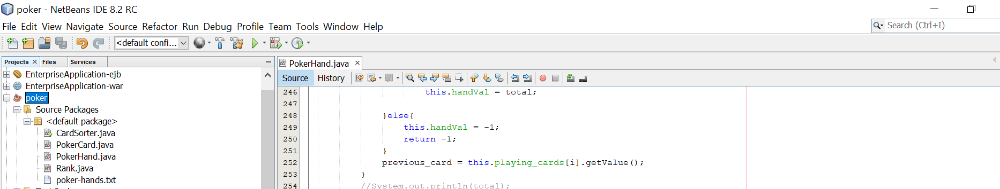 poker - NetBeans IDE 8.2 RC
File Edit View Navigate Source Refactor Run Debug Profile Team Tools Window Help
Search (Ctrl+I)
<default confi...
Projects Files Services
EnterpriseApplication-ejb
EnterpriseApplication-war
poker
Source Packages
<default package>
CardSorter.java
PokerCard.java
PokerHand.java
Rank.java
poker-hands.txt
PokerHand.java
Source History
246 this.handVal = total;
247
248 }else{
249 this.handVal = -1;
250 return -1;
251 }
252 previous_card = this.playing_cards[i].getValue();
253 }
254 //System.out.println(total);